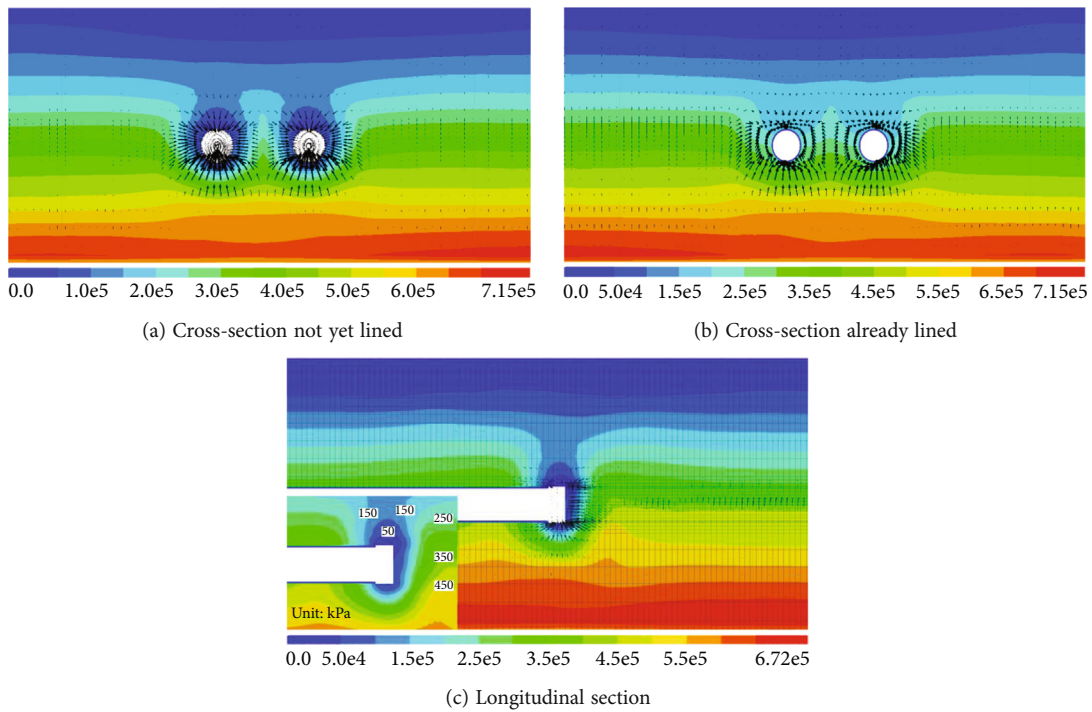 0.0 1.0e5 2.0e5 3.0e5 4.0e5 5.0e5 6.0e5 7.15e5
(a) Cross-section not yet lined
0.0 5.0e4 1.5e5 2.5e5 3.5e5 4.5e5 5.5e5 6.5e5 7.15e5
(b) Cross-section already lined
150 150
50
250
350
450
Unit: kPa
0.0 5.0e4 1.5e5 2.5e5 3.5e5 4.5e5 5.5e5 6.72e5
(c) Longitudinal section